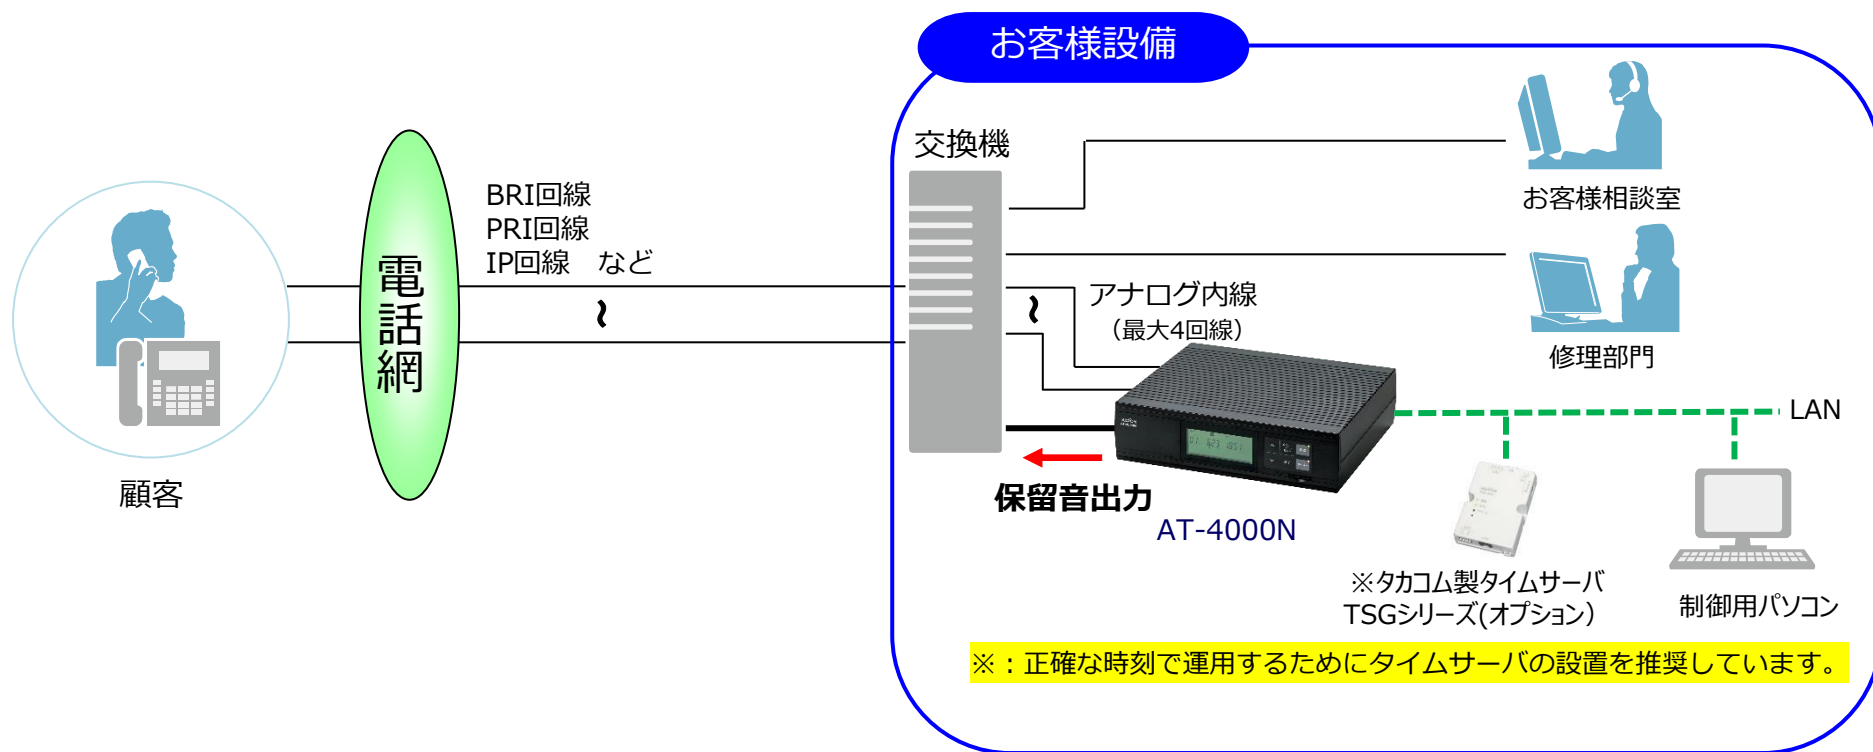 お客様設備
交換機
BRI回線
PRI回線
IP回線　など
電話網
顧客
お客様相談室
アナログ内線
（最大4回線）
修理部門
LAN
保留音出力
AT-4000N
※タカコム製タイムサーバ
TSGシリーズ(オプション）
制御用パソコン
※：正確な時刻で運用するためにタイムサーバの設置を推奨しています。